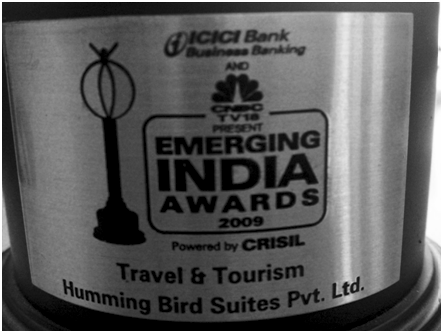 ICICI Bank
Business Banking
AND
CNBC
TV18
PRESENT
EMERGING
INDIA
AWARDS
2009
Powered by CRISIL
Travel & Tourism
Humming Bird Suites Pvt. Ltd.